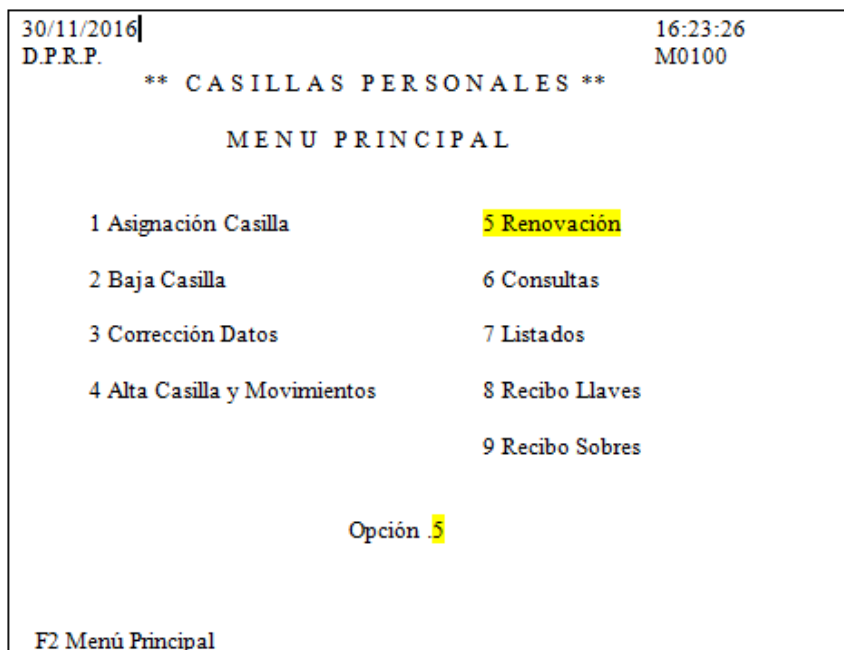 30/11/2016 16:23:26
D.P.R.P. M0100
** C A S I L L A S P E R S O N A L E S **
M E N U P R I N C I P A L
1 Asignación Casilla 5 Renovación
2 Baja Casilla 6 Consultas
3 Corrección Datos 7 Listados
4 Alta Casilla y Movimientos 8 Recibo Llaves
9 Recibo Sobres
Opción .5
F2 Menú Principal